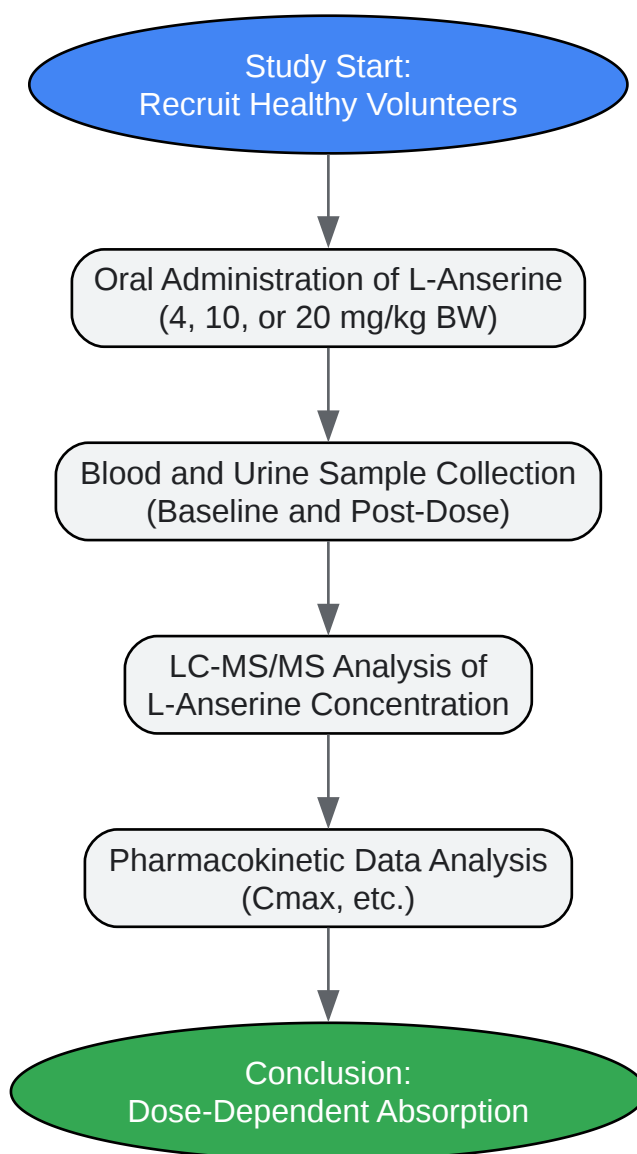 Study Start:
Recruit Healthy Volunteers
Oral Administration of L-Anserine
(4, 10, or 20 mg/kg BW)
Blood and Urine Sample Collection
(Baseline and Post-Dose)
LC-MS/MS Analysis of
L-Anserine Concentration
Pharmacokinetic Data Analysis
(Cmax, etc.)
Conclusion:
Dose-Dependent Absorption